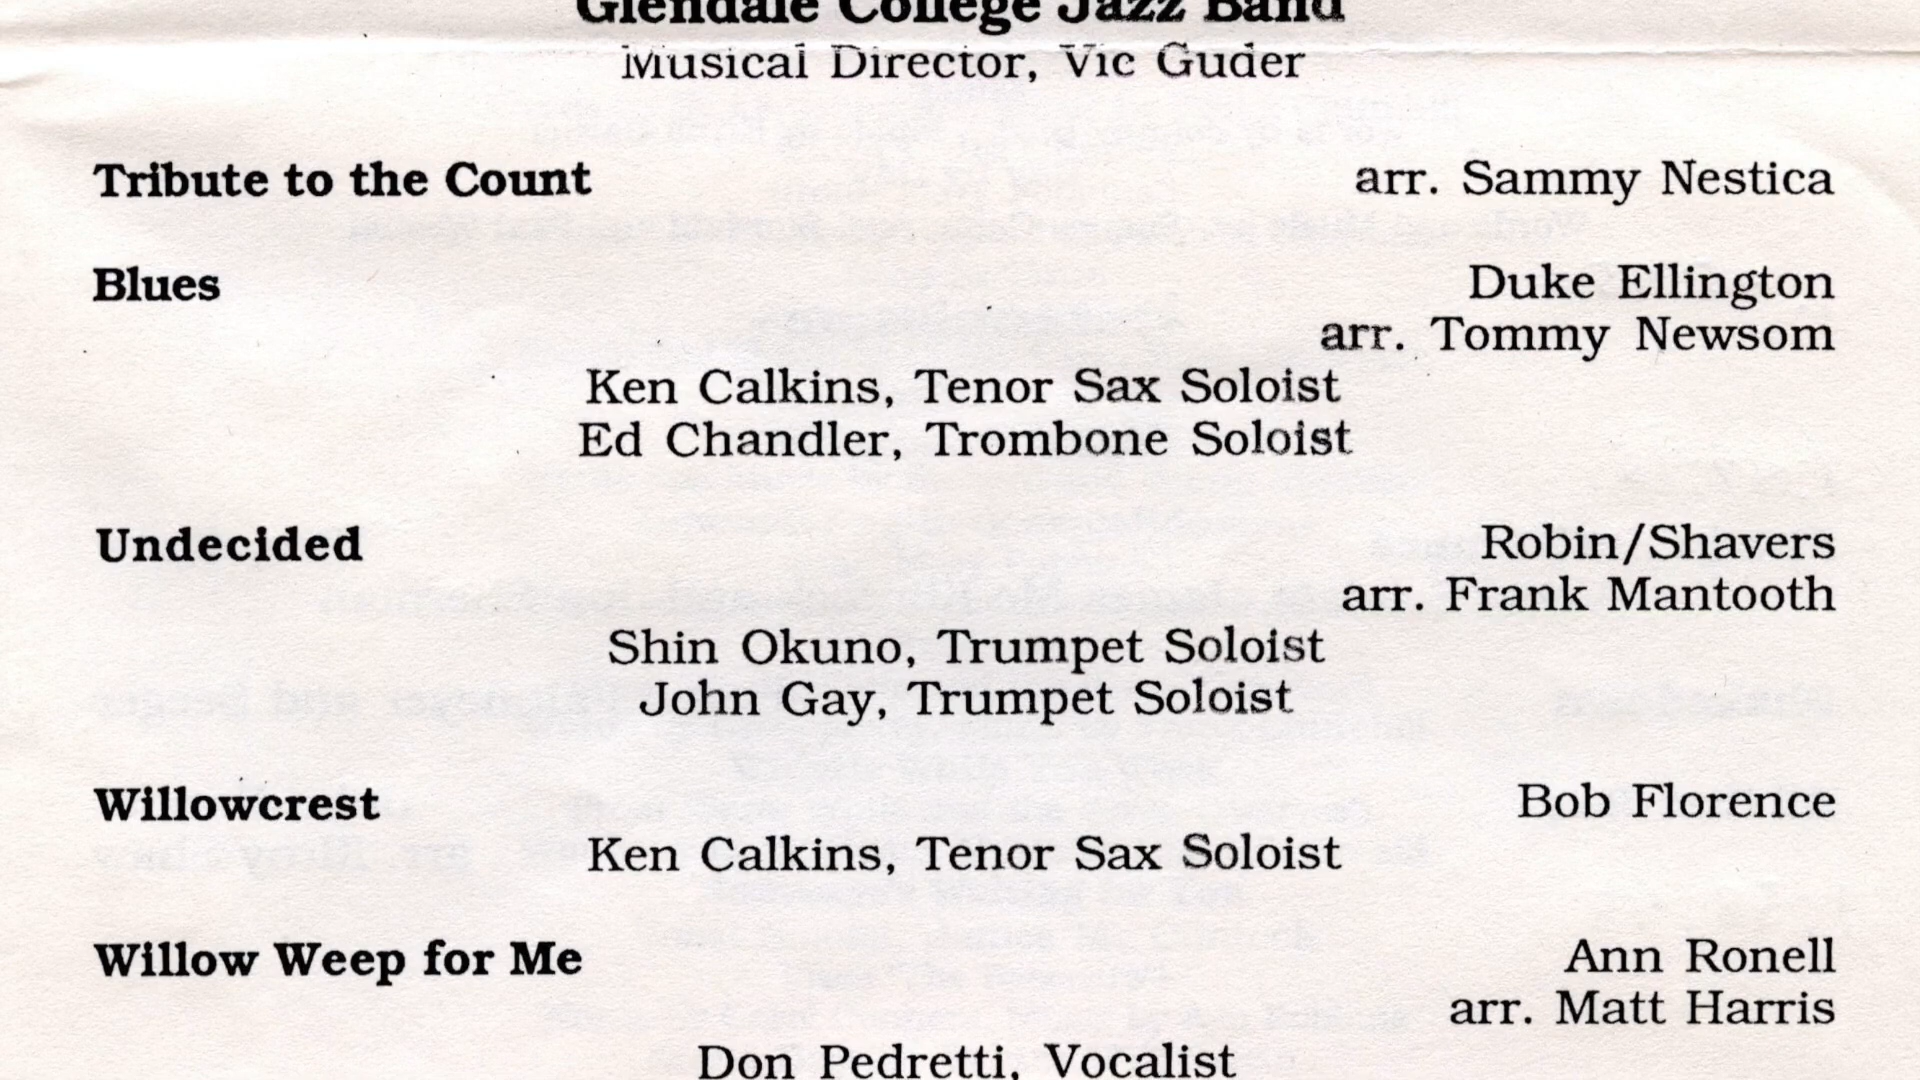 Glendale College Jazz Band
Musical Director, Vic Guder
Tribute to the Count arr. Sammy Nestica
Blues Duke Ellington
arr. Tommy Newsom
Ken Calkins, Tenor Sax Soloist
Ed Chandler, Trombone Soloist
Undecided Robin/Shavers
arr. Frank Mantooth
Shin Okuno, Trumpet Soloist
John Gay, Trumpet Soloist
Willowcrest Bob Florence
Ken Calkins, Tenor Sax Soloist
Willow Weep for Me Ann Ronell
arr. Matt Harris
Don Pedretti, Vocalist